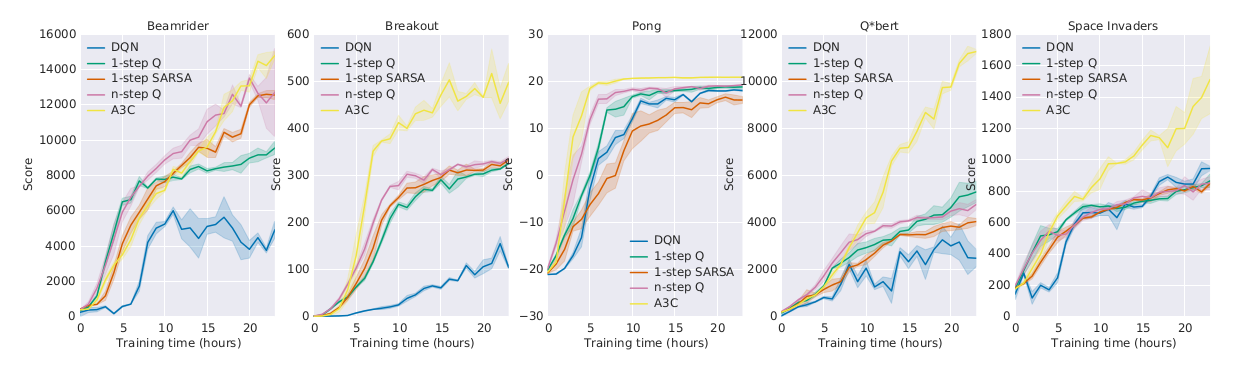 Beamrider
16000
14000
12000
10000
8000
6000
4000
2000
0
0
5
10
15
20
Training time (hours)
Score
DQN
1-step Q
1-step SARSA
n-step Q
A3C
Breakout
600
500
400
300
200
100
0
0
5
10
15
20
Training time (hours)
Score
DQN
1-step Q
1-step SARSA
n-step Q
A3C
Pong
30
20
10
0
−10
−20
−30
0
5
10
15
20
Training time (hours)
Score
DQN
1-step Q
1-step SARSA
n-step Q
A3C
Q*bert
12000
10000
8000
6000
4000
2000
0
0
5
10
15
20
Training time (hours)
Score
DQN
1-step Q
1-step SARSA
n-step Q
A3C
Space Invaders
1800
1600
1400
1200
1000
800
600
400
200
0
0
5
10
15
20
Training time (hours)
Score
DQN
1-step Q
1-step SARSA
n-step Q
A3C